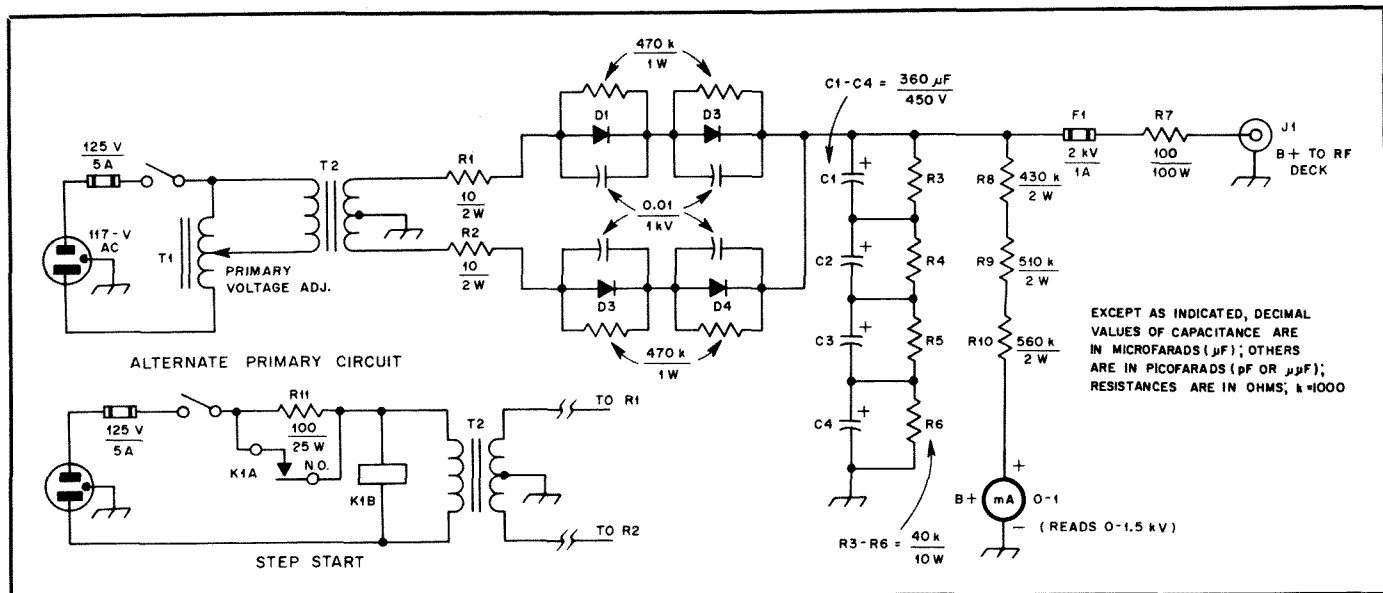 470 k
1 W
C1-C4 = 360 µF
450 V
125 V
5 A
T2
R1
10
2 W
D1
D3
F1
2 kV
1 A
R7
100
100 W
J1
B+ TO RF
DECK
117-V
AC
T1
PRIMARY
VOLTAGE ADJ.
R2
10
2 W
0.01
1 kV
D3
D4
470 k
1 W
C1
C2
C3
C4
+
+
+
+
R3
R4
R5
R6
R8
430 k
2 W
R9
510 k
2 W
R10
560 k
2 W
EXCEPT AS INDICATED, DECIMAL
VALUES OF CAPACITANCE ARE
IN MICROFARADS (µF); OTHERS
ARE IN PICOFARADS (pF OR µµF);
RESISTANCES ARE IN OHMS; k =1000
ALTERNATE PRIMARY CIRCUIT
125 V
5 A
R11
100
25 W
K1A
N.O.
K1B
T2
TO R1
TO R2
STEP START
R3-R6 = 40 k
10 W
+
B+
mA
0-1
−
(READS 0-1.5 kV)